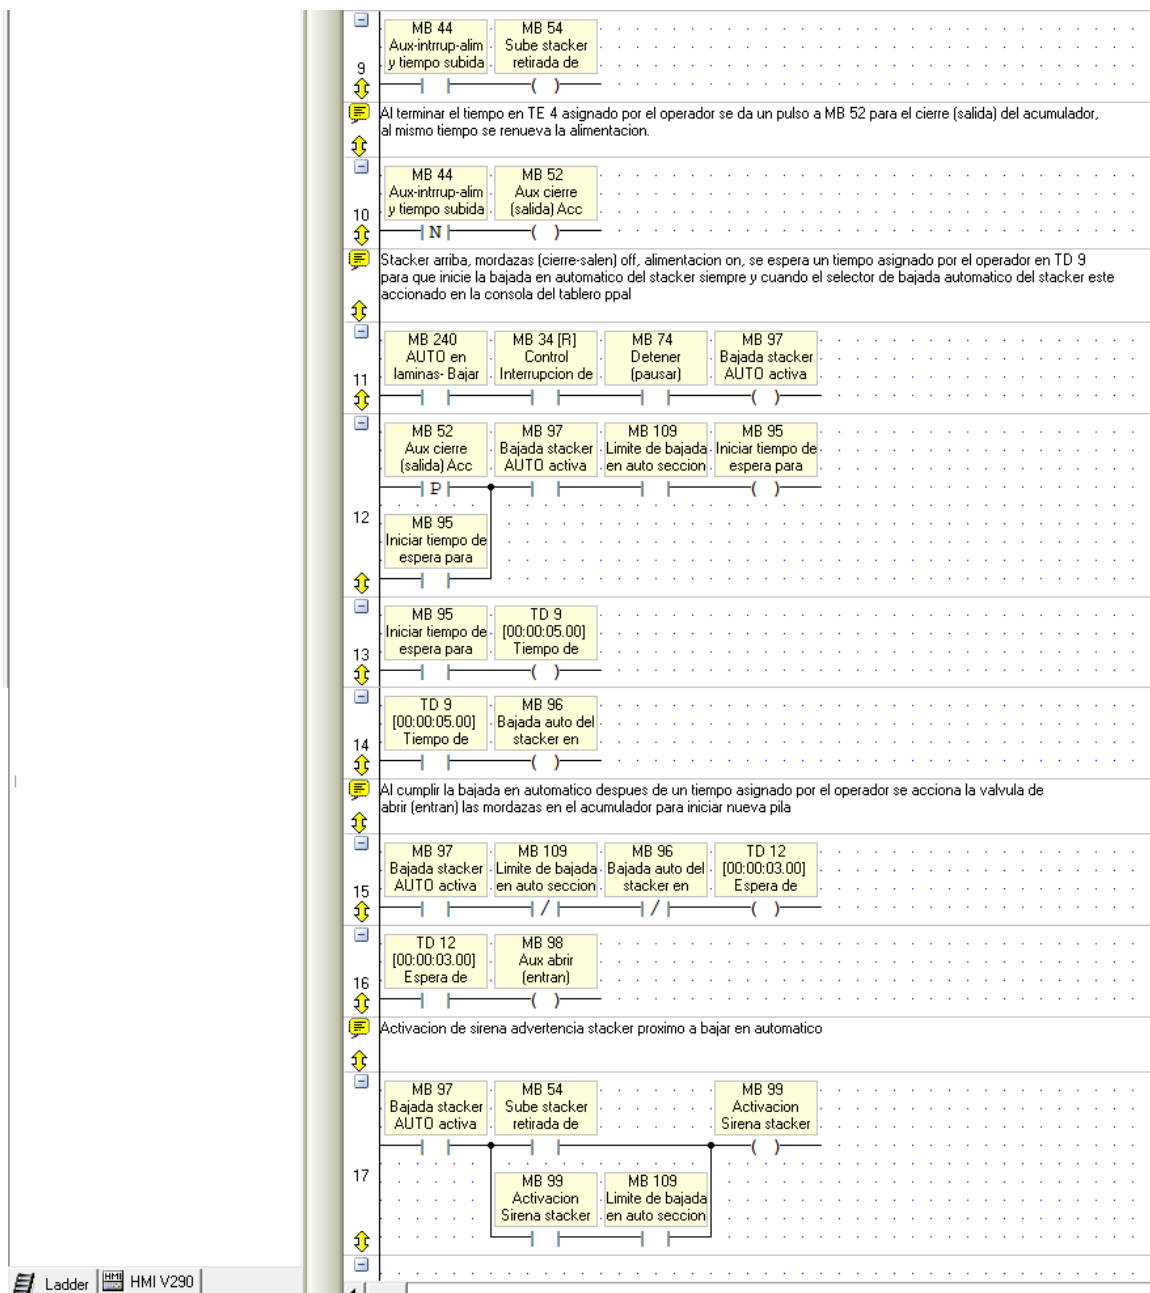 MB 44
Aux-intrrup-alim
y tiempo subida
MB 54
Sube stacker
retirada de
9
Al terminar el tiempo en TE 4 asignado por el operador se da un pulso a MB 52 para el cierre (salida) del acumulador,
al mismo tiempo se renueva la alimentacion.
MB 44
Aux-intrrup-alim
y tiempo subida
MB 52
Aux cierre
(salida) Acc
10
N
Stacker arriba, mordazas (cierre-salen) off, alimentacion on, se espera un tiempo asignado por el operador en TD 9
para que inicie la bajada en automatico del stacker siempre y cuando el selector de bajada automatico del stacker este
accionado en la consola del tablero ppal
MB 240
AUTO en
laminas- Bajar
MB 34 [R]
Control
Interrupcion de
MB 74
Detener
(pausar)
MB 97
Bajada stacker
AUTO activa
11
MB 52
Aux cierre
(salida) Acc
MB 97
Bajada stacker
AUTO activa
MB 109
Limite de bajada
en auto seccion
MB 95
Iniciar tiempo de
espera para
P
12
MB 95
Iniciar tiempo de
espera para
MB 95
Iniciar tiempo de
espera para
TD 9
[00:00:05.00]
Tiempo de
13
TD 9
[00:00:05.00]
Tiempo de
MB 96
Bajada auto del
stacker en
14
Al cumplir la bajada en automatico despues de un tiempo asignado por el operador se acciona la valvula de
abrir (entran) las mordazas en el acumulador para iniciar nueva pila
MB 97
Bajada stacker
AUTO activa
MB 109
Limite de bajada
en auto seccion
MB 96
Bajada auto del
stacker en
TD 12
[00:00:03.00]
Espera de
15
TD 12
[00:00:03.00]
Espera de
MB 98
Aux abrir
(entran)
16
Activacion de sirena advertencia stacker proximo a bajar en automatico
MB 97
Bajada stacker
AUTO activa
MB 54
Sube stacker
retirada de
MB 99
Activacion
Sirena stacker
17
MB 99
Activacion
Sirena stacker
MB 109
Limite de bajada
en auto seccion
Ladder
HMI
HMI V290